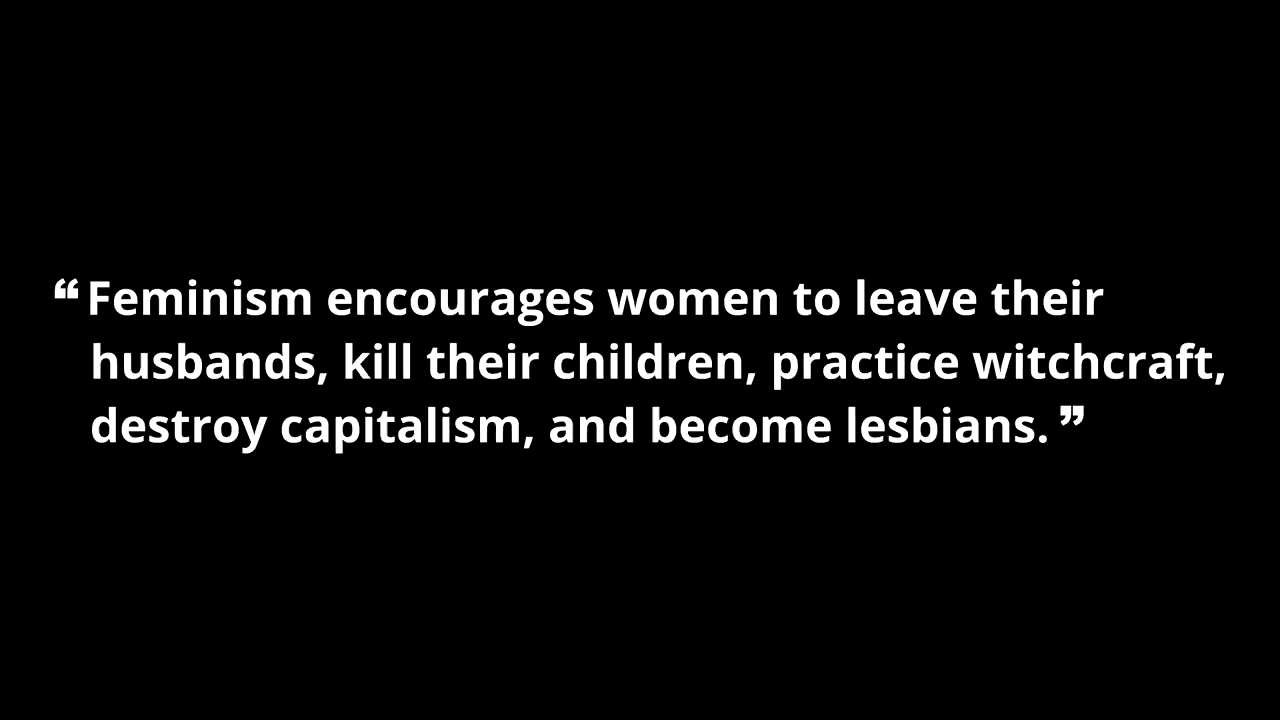 ❝Feminism encourages women to leave their
husbands, kill their children, practice witchcraft,
destroy capitalism, and become lesbians.❞